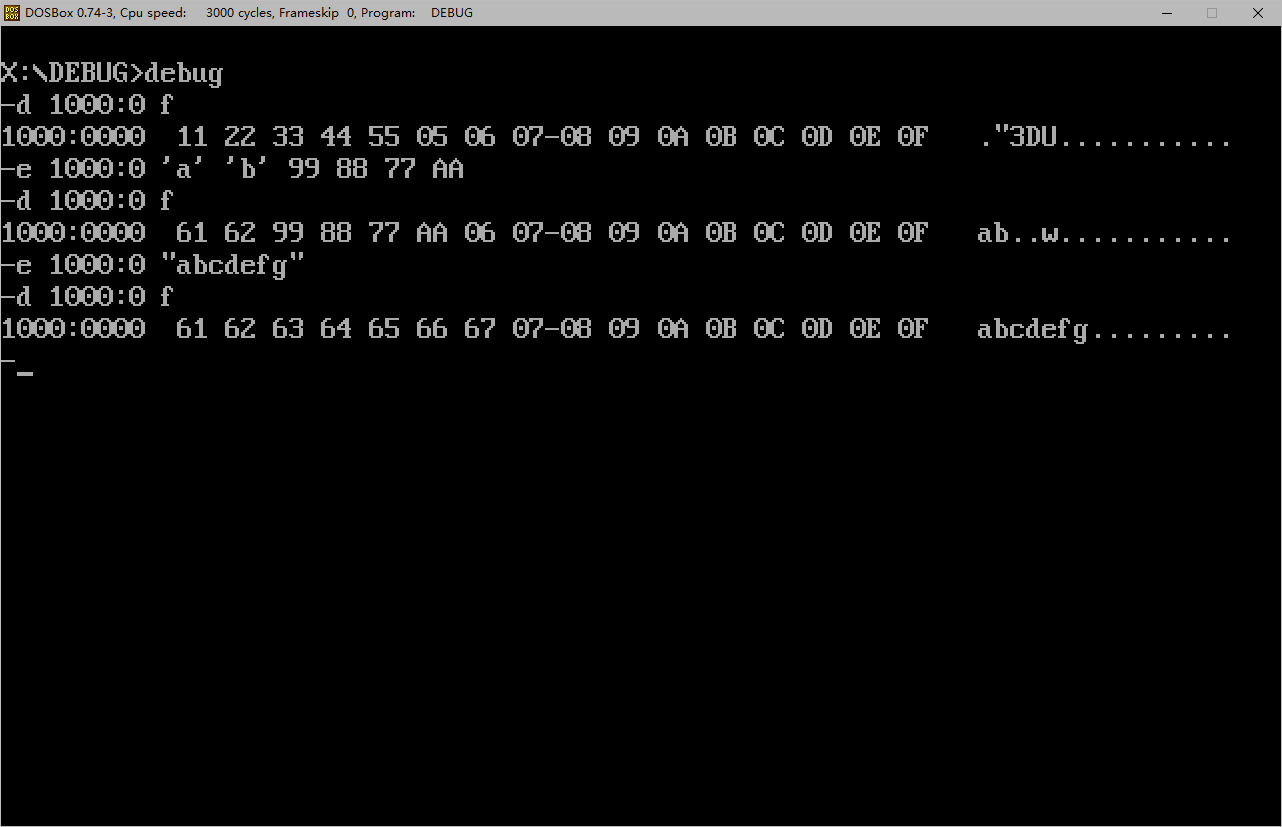 DOSBox 0.74-3, Cpu speed: 3000 cycles, Frameskip 0, Program: DEBUG
X:\DEBUG>debug
-d 1000:0 f
1000:0000 11 22 33 44 55 05 06 07-08 09 0A 0B 0C 0D 0E 0F ."3DU...........
-e 1000:0 'a' 'b' 99 88 77 AA
-d 1000:0 f
1000:0000 61 62 99 88 77 AA 06 07-08 09 0A 0B 0C 0D 0E 0F ab..w...........
-e 1000:0 "abcdefg"
-d 1000:0 f
1000:0000 61 62 63 64 65 66 67 07-08 09 0A 0B 0C 0D 0E 0F abcdefg.........
-_